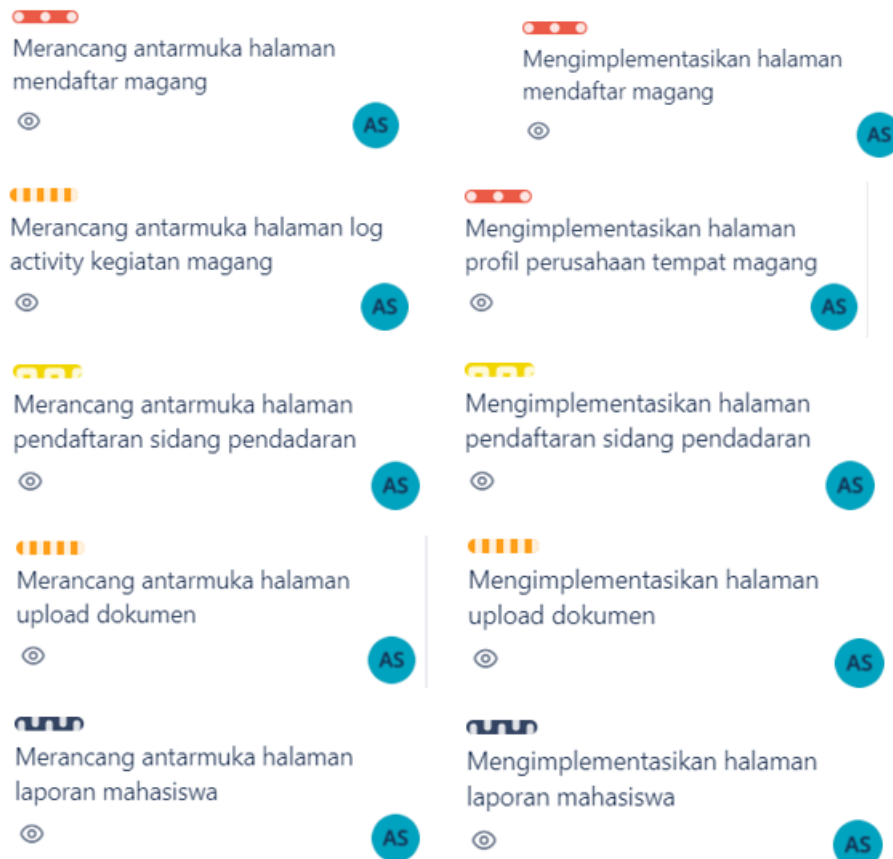 Merancang antarmuka halaman
mendaftar magang
AS
Mengimplementasikan halaman
mendaftar magang
AS
Merancang antarmuka halaman log
activity kegiatan magang
AS
Mengimplementasikan halaman
profil perusahaan tempat magang
AS
Merancang antarmuka halaman
pendaftaran sidang pendadaran
AS
Mengimplementasikan halaman
pendaftaran sidang pendadaran
AS
Merancang antarmuka halaman
upload dokumen
AS
Mengimplementasikan halaman
upload dokumen
AS
Merancang antarmuka halaman
laporan mahasiswa
AS
Mengimplementasikan halaman
laporan mahasiswa
AS